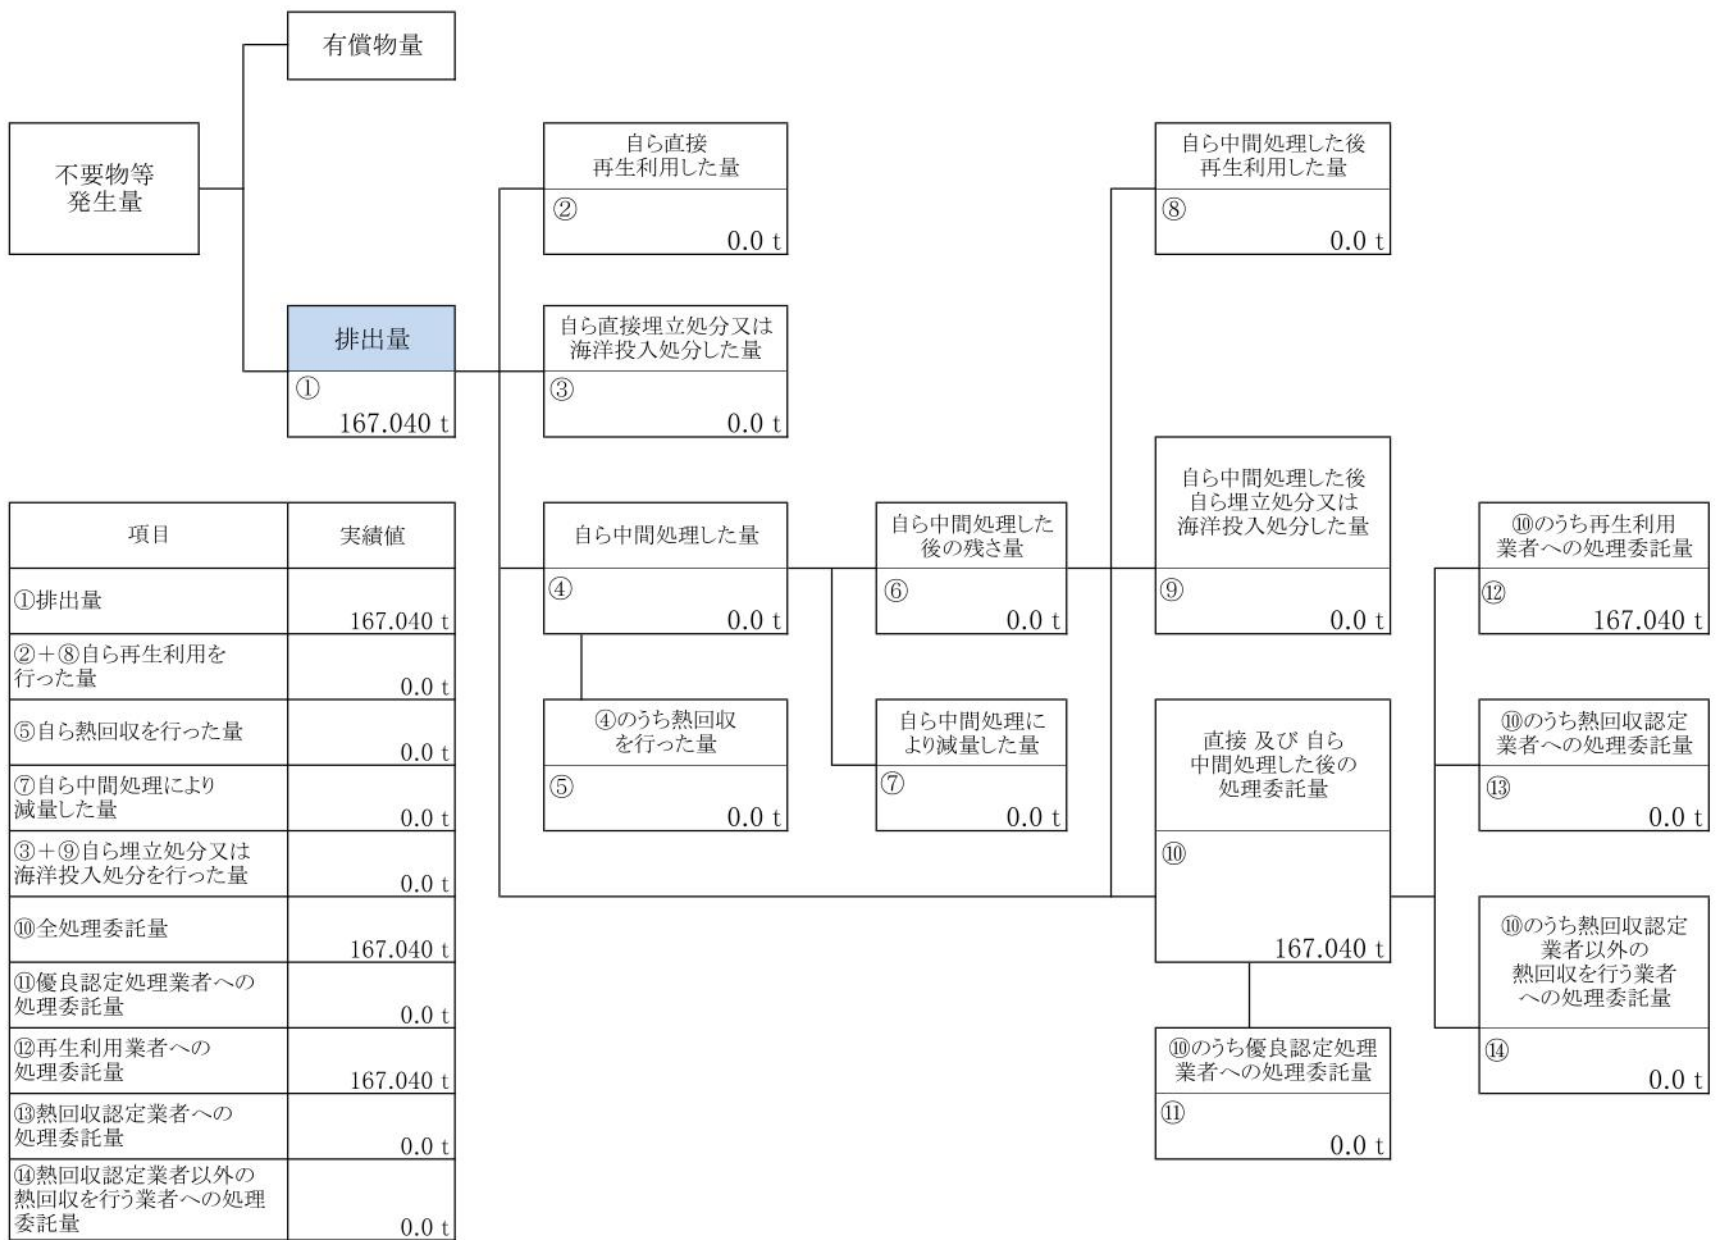 有償物量
不要物等
発生量
自ら直接
再生利用した量
②
0.0 t
自ら中間処理した後
再生利用した量
⑧
0.0 t
排出量
①
167.040 t
自ら直接埋立処分又は
海洋投入処分した量
③
0.0 t
自ら中間処理した量
④
0.0 t
自ら中間処理した
後の残さ量
⑥
0.0 t
自ら中間処理した後
自ら埋立処分又は
海洋投入処分した量
⑨
0.0 t
⑩のうち再生利用
業者への処理委託量
⑫
167.040 t
④のうち熱回収
を行った量
⑤
0.0 t
自ら中間処理に
より減量した量
⑦
0.0 t
直接 及び 自ら
中間処理した後の
処理委託量
⑩
167.040 t
⑩のうち熱回収認定
業者への処理委託量
⑬
0.0 t
⑩のうち熱回収認定
業者以外の
熱回収を行う業者
への処理委託量
⑭
0.0 t
⑩のうち優良認定処理
業者への処理委託量
⑪
0.0 t
項目 実績値
①排出量
167.040 t
②＋⑧自ら再生利用を
行った量
0.0 t
⑤自ら熱回収を行った量
0.0 t
⑦自ら中間処理により
減量した量
0.0 t
③＋⑨自ら埋立処分又は
海洋投入処分を行った量
0.0 t
⑩全処理委託量
167.040 t
⑪優良認定処理業者への
処理委託量
0.0 t
⑫再生利用業者への
処理委託量
167.040 t
⑬熱回収認定業者への
処理委託量
0.0 t
⑭熱回収認定業者以外の
熱回収を行う業者への処理
委託量
0.0 t